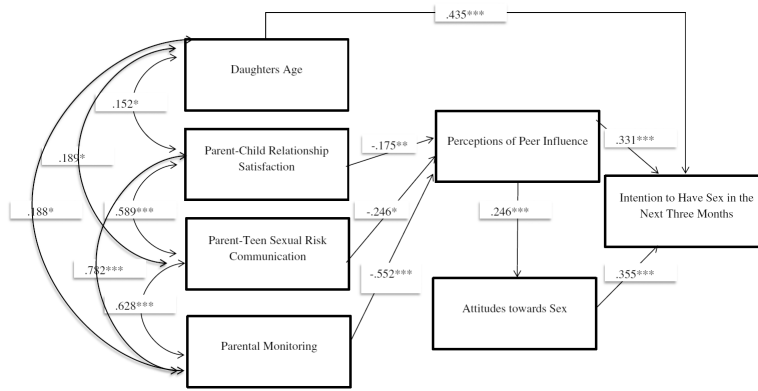 .435***
Daughters Age
.152*
Parent-Child Relationship
Satisfaction
-.175**
Perceptions of Peer Influence
.331***
.189*
.188*
.589***
-.246*
.246***
Intention to Have Sex in the
Next Three Months
Parent-Teen Sexual Risk
Communication
.782***
-.552***
.355***
.628***
Attitudes towards Sex
Parental Monitoring